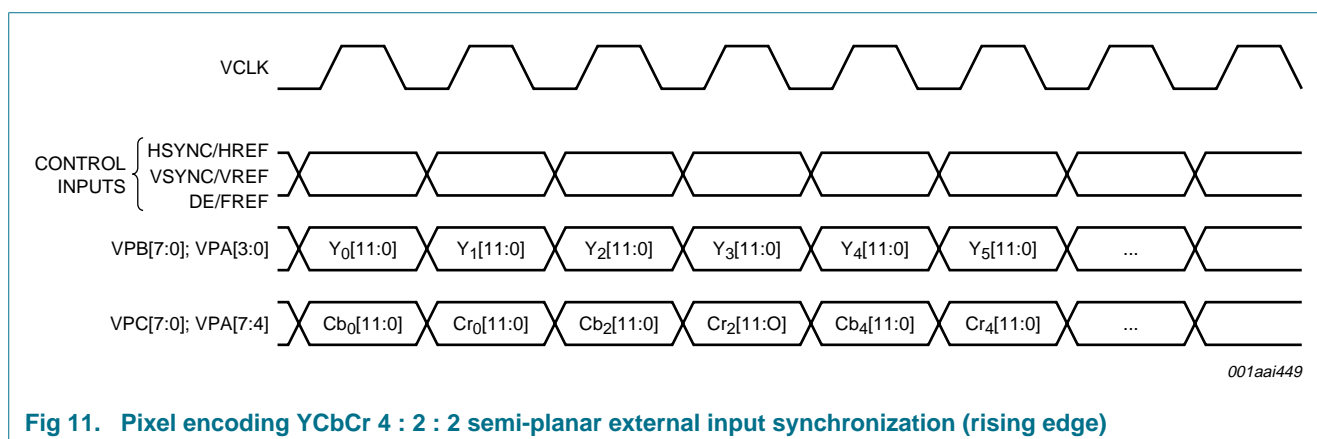 VCLK
CONTROL INPUTS
HSYNC/HREF
VSYNC/VREF
DE/FREF
VPB[7:0]; VPA[3:0] Y0[11:0] Y1[11:0] Y2[11:0] Y3[11:0] Y4[11:0] Y5[11:0] ...
VPC[7:0]; VPA[7:4] Cb0[11:0] Cr0[11:0] Cb2[11:0] Cr2[11:O] Cb4[11:0] Cr4[11:0] ...
001aai449
Fig 11. Pixel encoding YCbCr 4 : 2 : 2 semi-planar external input synchronization (rising edge)